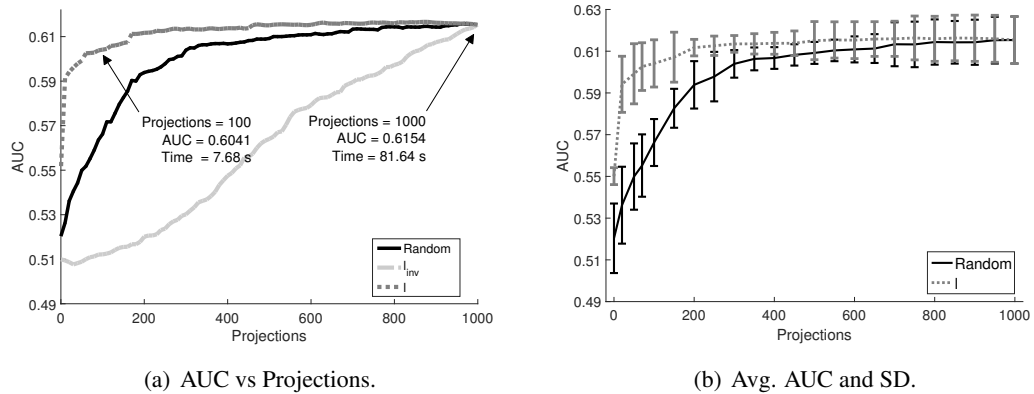 0.61
0.59
0.57
0.55
0.53
0.51
0.49
AUC
0 200 400 600 800 1000
Projections
Projections = 100
AUC = 0.6041
Time = 7.68 s
Projections = 1000
AUC = 0.6154
Time = 81.64 s
Random
I_inv
I
(a) AUC vs Projections.
0.63
0.61
0.59
0.57
0.55
0.53
0.51
0.49
AUC
0 200 400 600 800 1000
Projections
Random
I
(b) Avg. AUC and SD.